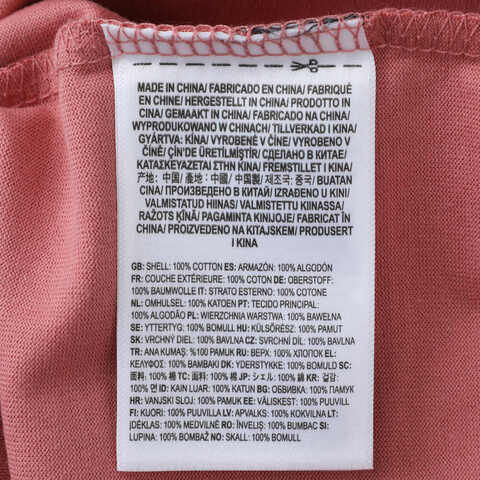 MADE IN CHINA/ FABRICADO EN CHINA/ FABRIQUÉ
EN CHINE/ HERGESTELLT IN CHINA/ PRODOTTO IN
CINA/ GEMAAKT IN CHINA/ FABRICADO NA CHINA/
WYPRODUKOWANO W CHINACH/ TILLVERKAD I KINA/
GYÁRTVA: KÍNA/ VYROBENÉ V ČÍNE/ VYROBENO V
ČÍNĚ/ ÇİN'DE ÜRETİLMİŞTİR/ СДЕЛАНО В КИТАЕ/
ΚΑΤΑΣΚΕΥΑΖΕΤΑΙ ΣΤΗΝ ΚΙΝΑ/ FREMSTILLET I KINA/
产地：中国/ 產地：中國/ 中国製/ 제조국: 중국/ BUATAN
CINA/ ПРОИЗВЕДЕНО В КИТАЙ/ IZRAĐENO U KINI/
VALMISTATUD HIINAS/ VALMISTETTU KIINASSA/
RAŽOTS ĶĪNĀ/ PAGAMINTA KINIJOJE/ FABRICAT ÎN
CHINA/ PROIZVEDENO NA KITAJSKEM/ PRODUSERT
I KINA
GB: SHELL: 100% COTTON ES: ARMAZÓN: 100% ALGODÓN
FR: COUCHE EXTÉRIEURE: 100% COTON DE: OBERSTOFF:
100% BAUMWOLLE IT: STRATO ESTERNO: 100% COTONE
NL: OMHULSEL: 100% KATOEN PT: TECIDO PRINCIPAL:
100% ALGODÃO PL: WIERZCHNIA WARSTWA: 100% BAWEŁNA
SE: YTTERTYG: 100% BOMULL HU: KÜLSŐRÉSZ: 100% PAMUT
SK: VRCHNÝ DIEL: 100% BAVLNA CZ: SVRCHNÍ DÍL: 100% BAVLNA
TR: ANA KUMAŞ: %100 PAMUK RU: ВЕРХ: 100% ХЛОПОК EL:
ΚΕΛΥΦΟΣ: 100% ΒΑΜΒΑΚΙ DK: YDERSTYKKE: 100% BOMULD SC:
面料: 100% 棉 TC: 面料: 100% 棉 JP: シェル: 100% 綿 KR: 겉감:
100% 면 ID: KAIN LUAR: 100% KATUN BG: ОБВИВКА: 100% ПАМУК
HR: VANJSKI SLOJ: 100% PAMUK EE: VÄLISKEST: 100% PUUVILL
FI: KUORI: 100% PUUVILLA LV: APVALKS: 100% KOKVILNA LT:
ĮDĖKLAS: 100% MEDVILNĖ RO: ÎNVELIŞ: 100% BUMBAC SI:
LUPINA: 100% BOMBAŽ NO: SKALL: 100% BOMULL